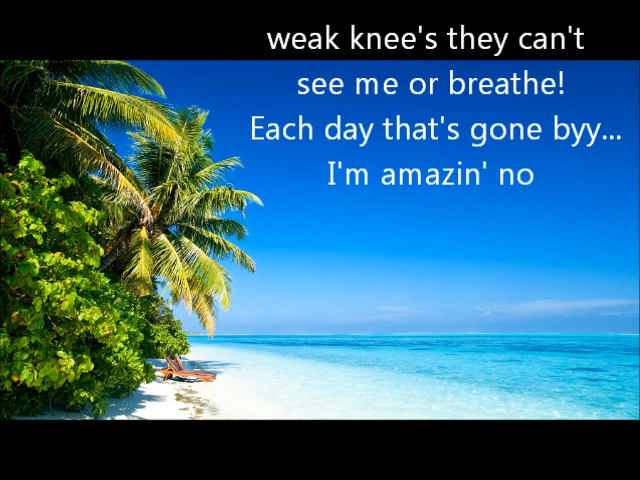 weak knee's they can't
see me or breathe!
Each day that's gone byy...
I'm amazin' no